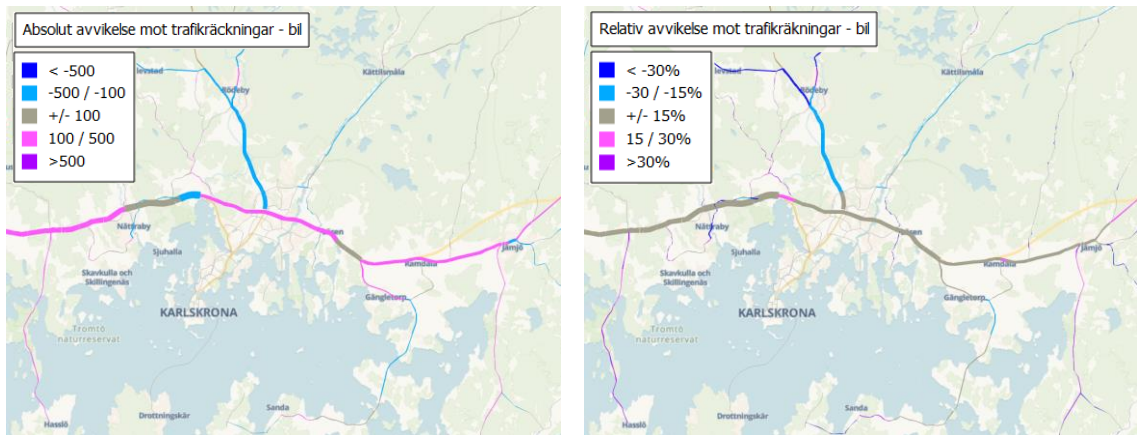 Absolut avvikelse mot trafikräckningar - bil
< -500
-500 / -100
+/- 100
100 / 500
>500
Kättilsmåla
Rödeby
Nättraby
Sjuhalla
Skavkulla och
Skillingenäs
Jämjö
Ramdala
Gängletorp
KARLSKRONA
Tromtö
naturreservat
Drottningskär
Sanda
Hasslö
Relativ avvikelse mot trafikräkningar - bil
< -30%
-30 / -15%
+/- 15%
15 / 30%
>30%
Kättilsmåla
Rödeby
Nättraby
Sjuhalla
Skavkulla och
Skillingenäs
Jämjö
Ramdala
Gängletorp
KARLSKRONA
Tromtö
naturreservat
Drottningskär
Sanda
Hasslö